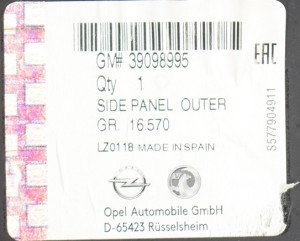 GM# 39098995
Qty 1
SIDE PANEL OUTER
GR. 16.570
LZ011B MADE IN SPAIN
Opel Automobile GmbH
D-65423 Rüsselsheim
EAC
S577904911